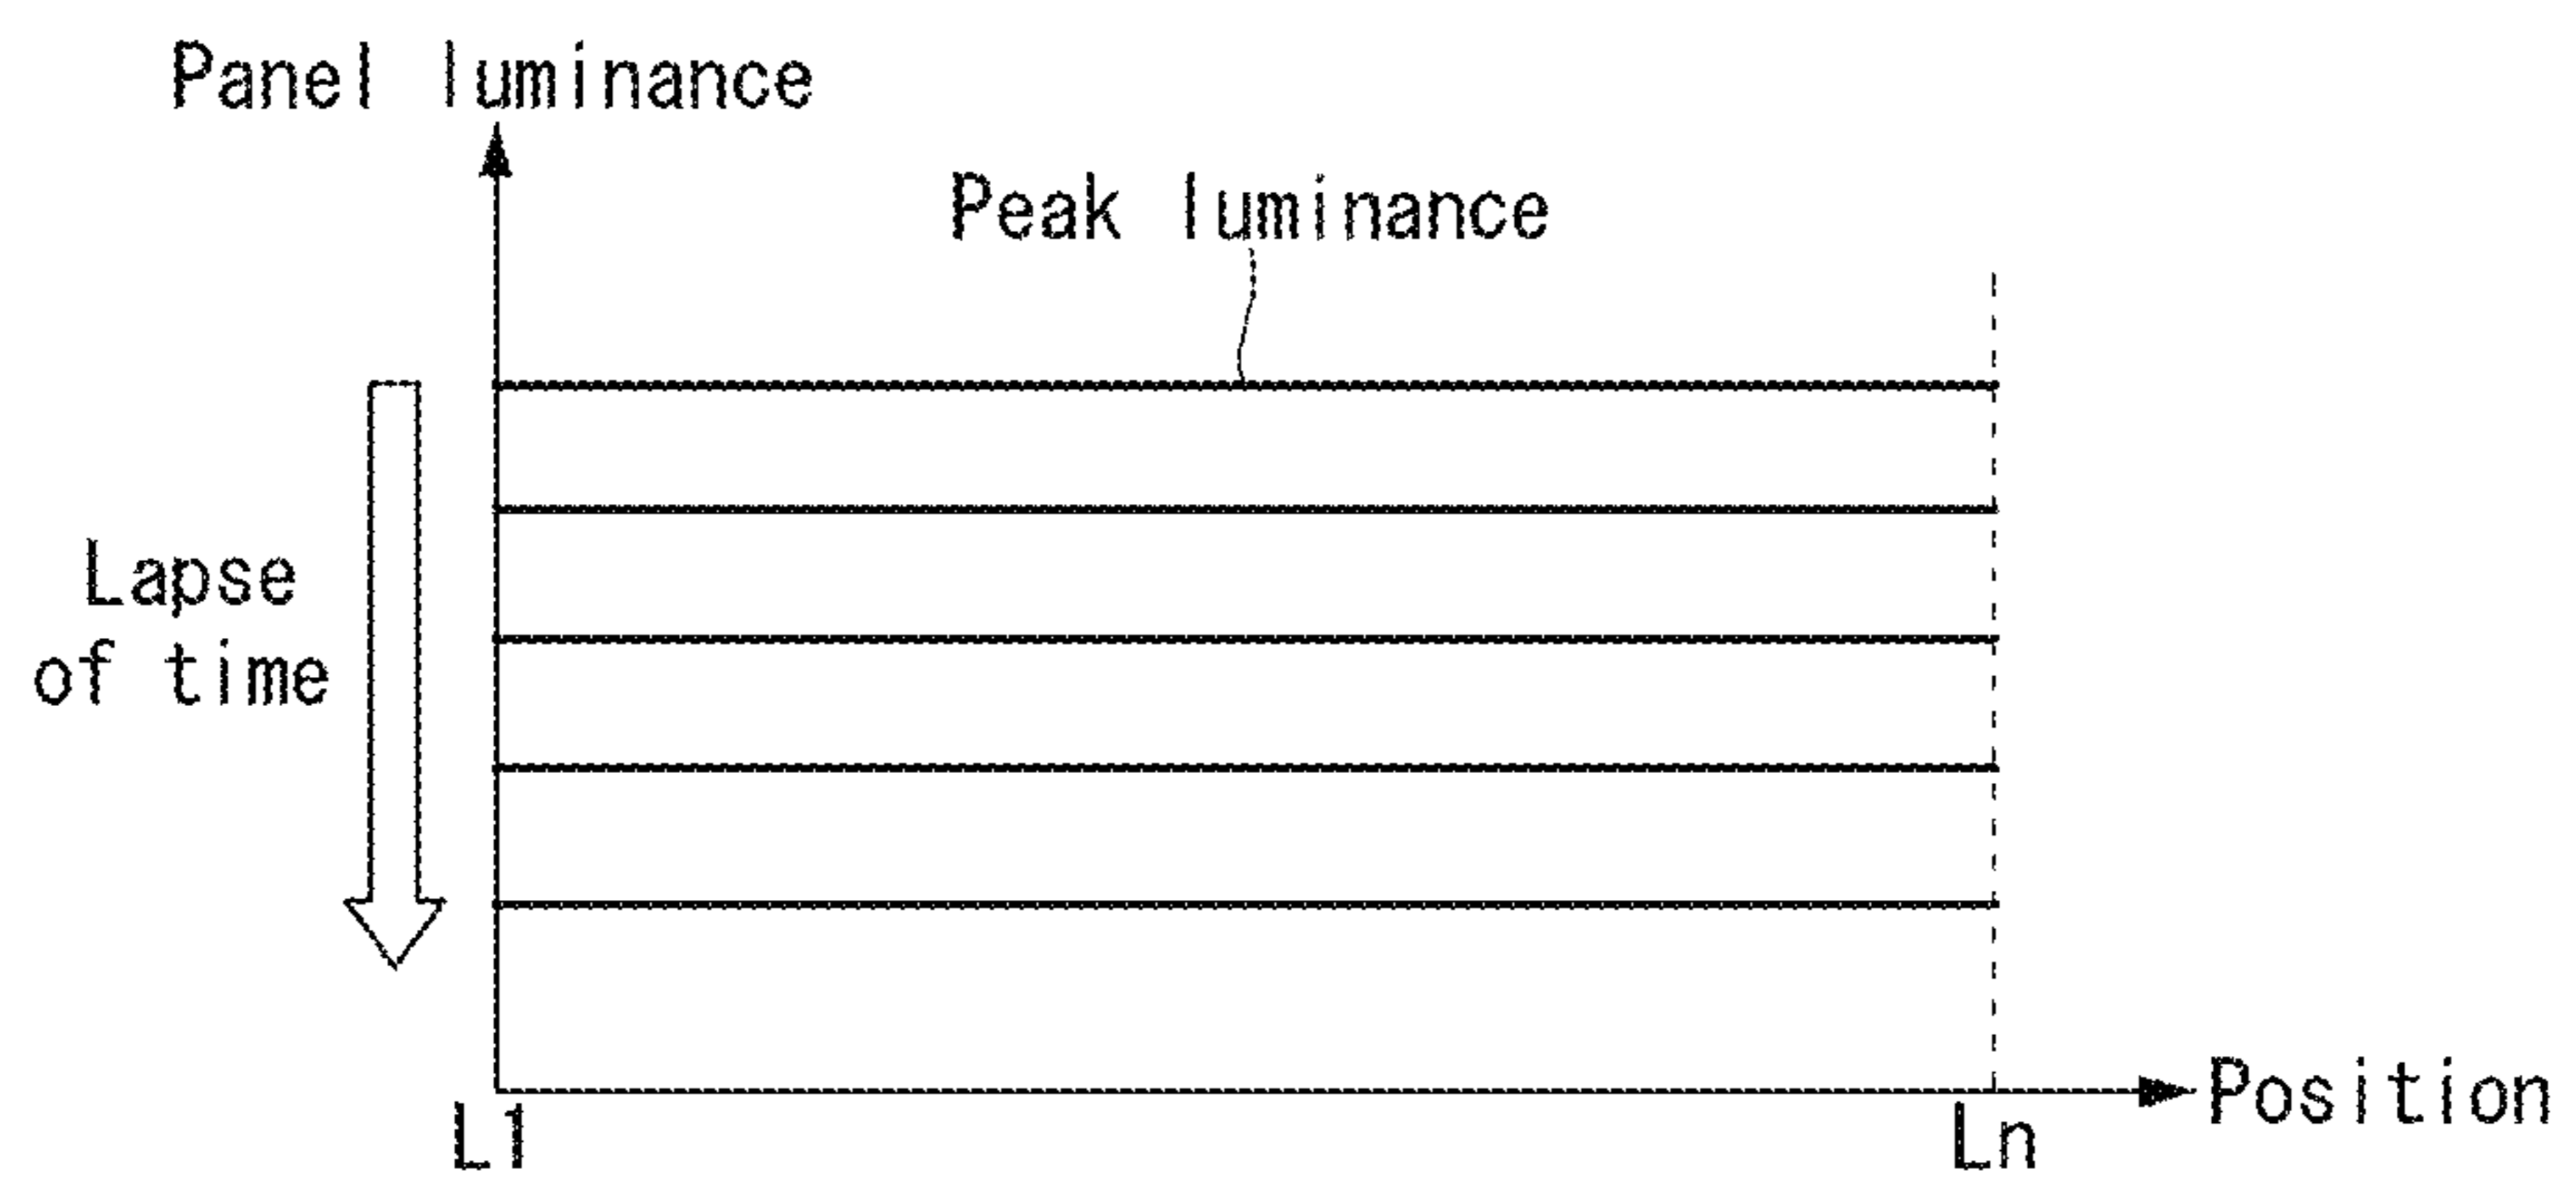 Panel luminance
Peak luminance
Lapse
of time
L1
Ln
Position